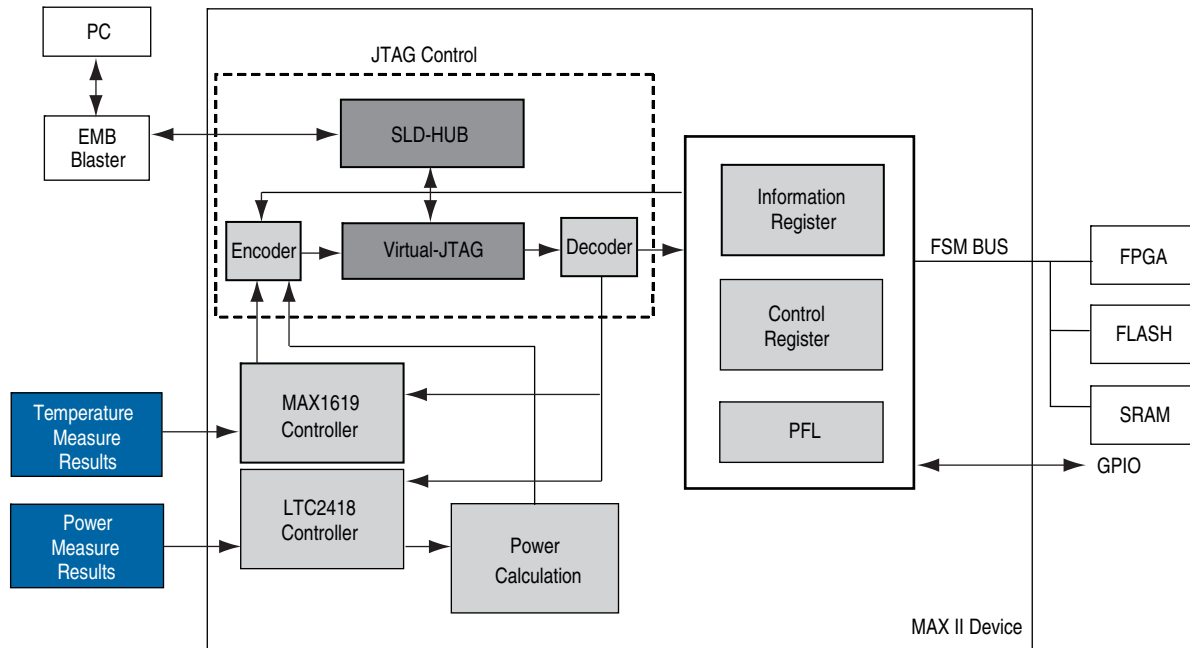 PC
JTAG Control
EMB
Blaster
SLD-HUB
Information
Register
Encoder
Virtual-JTAG
Decoder
FSM BUS
FPGA
Control
Register
FLASH
MAX1619
Controller
Temperature
Measure
Results
PFL
SRAM
GPIO
LTC2418
Controller
Power
Measure
Results
Power
Calculation
MAX II Device